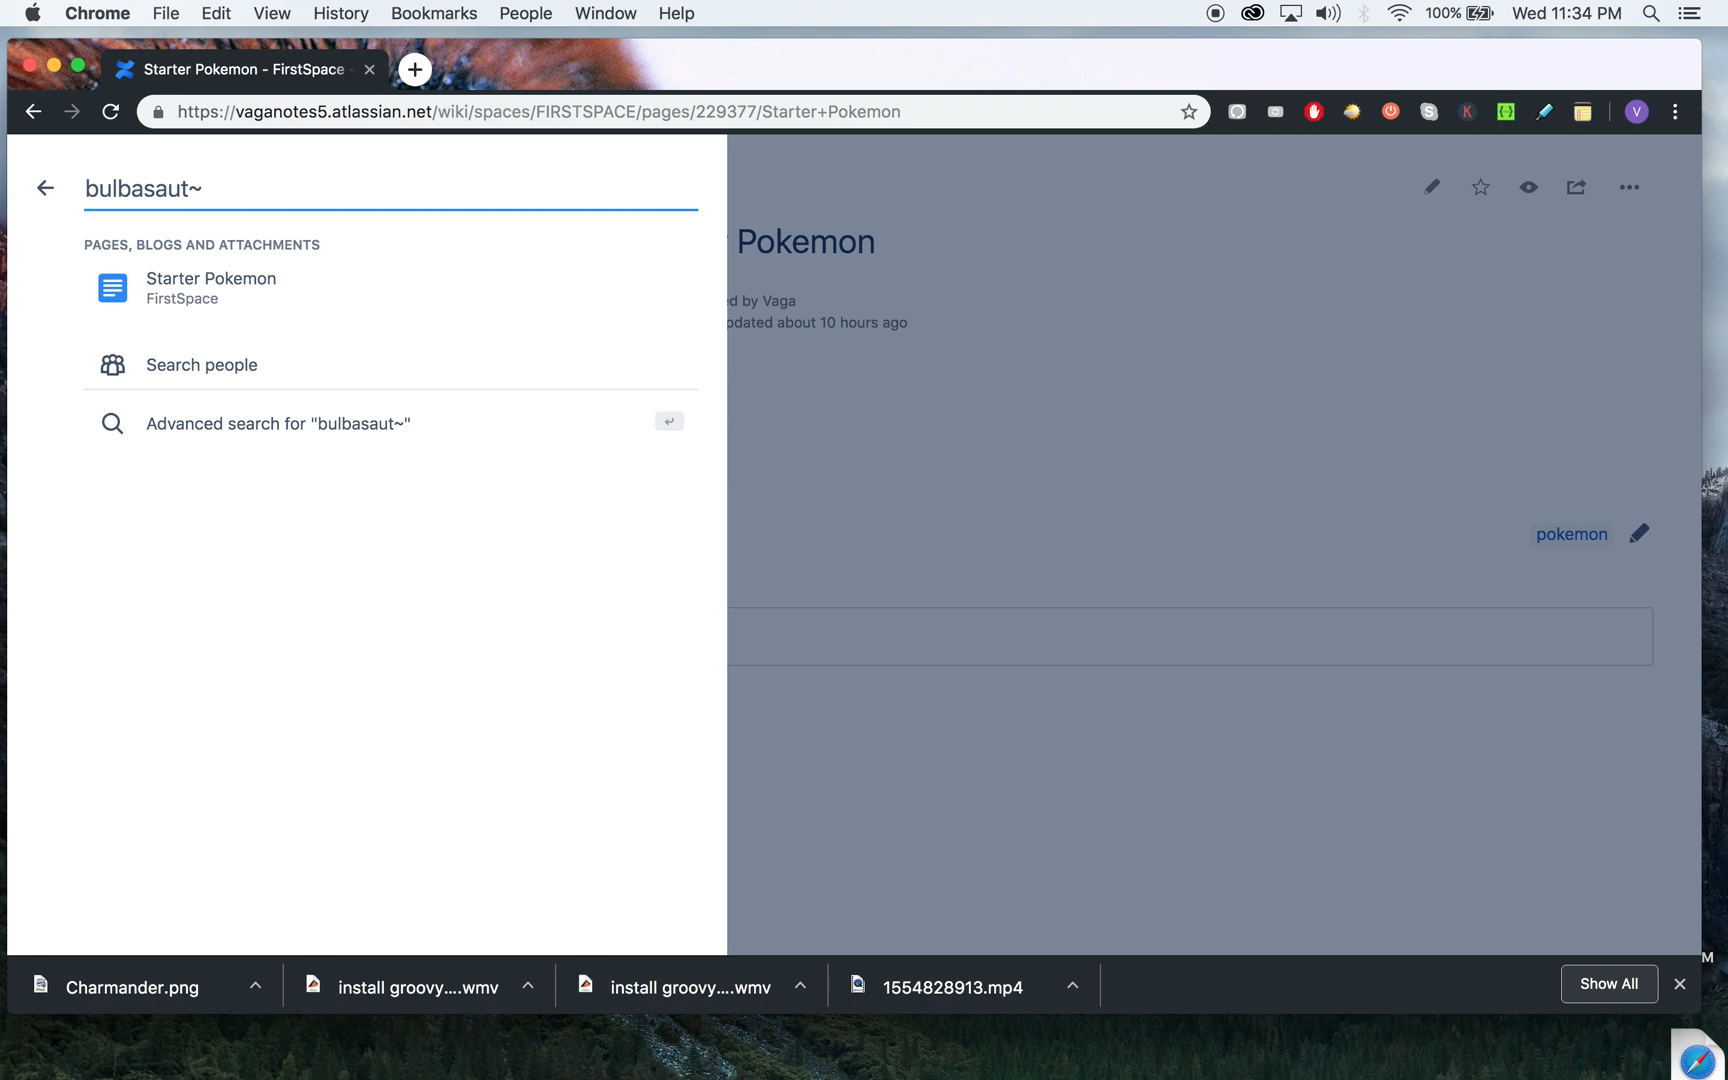 Chrome File Edit View History Bookmarks People Window Help 100% Wed 11:34 PM
Starter Pokemon - FirstSpace
https://vaganotes5.atlassian.net/wiki/spaces/FIRSTSPACE/pages/229377/Starter+Pokemon K V
bulbasaut~
PAGES, BLOGS AND ATTACHMENTS
Starter Pokemon
FirstSpace
Search people
Advanced search for "bulbasaut~"
Pokemon
ed by Vaga
pdated about 10 hours ago
pokemon
M
Charmander.png install groovy....wmv install groovy....wmv 1554828913.mp4 Show All